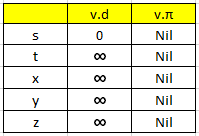 v.d v.π
s 0 Nil
t ∞ Nil
x ∞ Nil
y ∞ Nil
z ∞ Nil